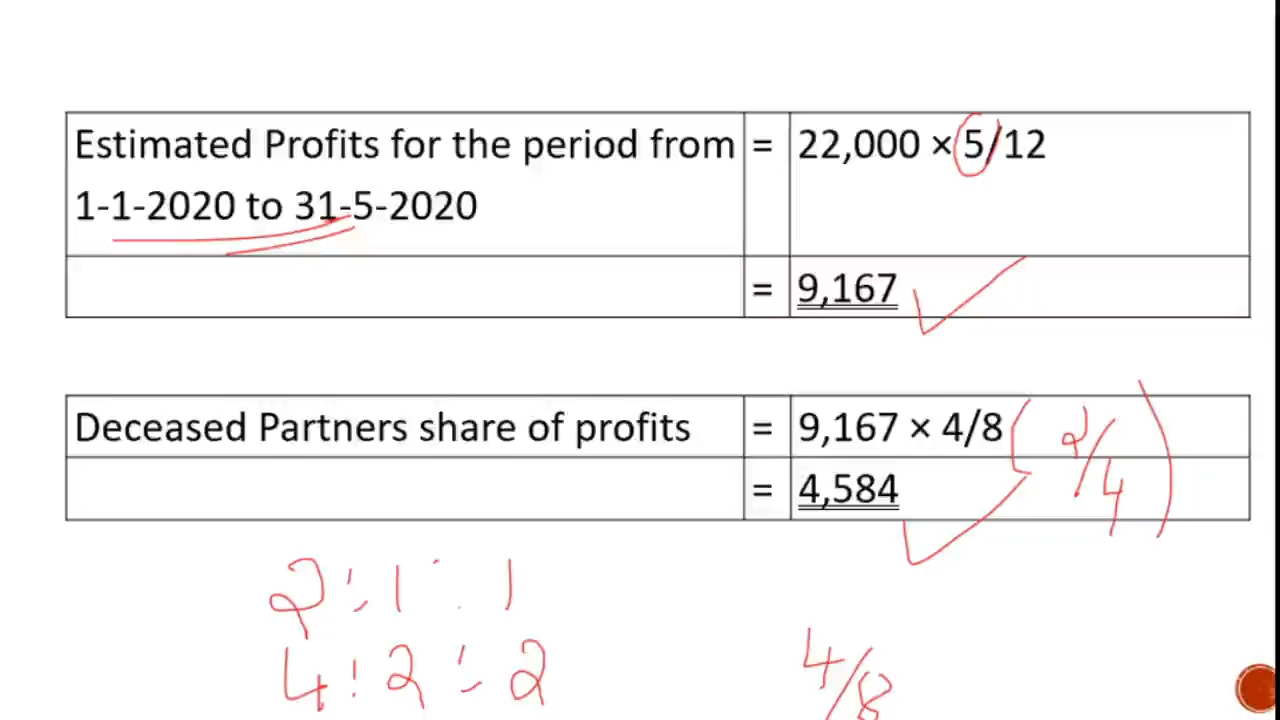 Estimated Profits for the period from = 22,000 × 5/12
1-1-2020 to 31-5-2020
= 9,167
Deceased Partners share of profits = 9,167 × 4/8 (2/4)
= 4,584
2:1:1
4:2:2 4/8